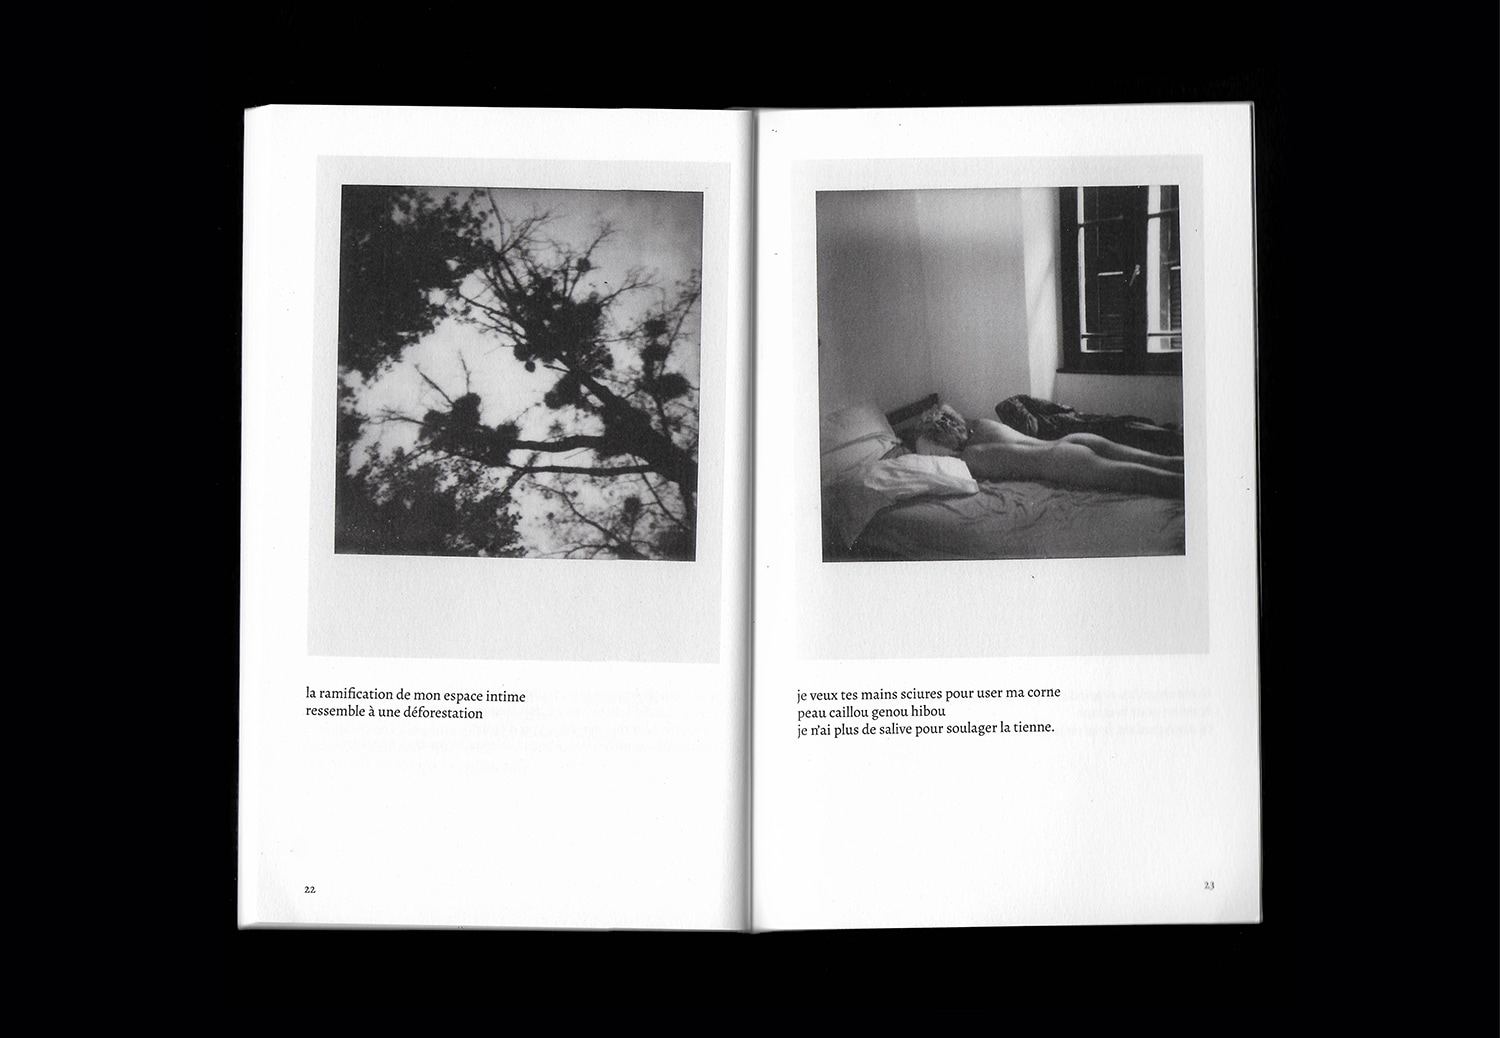 la ramification de mon espace intime
ressemble à une déforestation
22
je veux tes mains sciures pour user ma corne
peau caillou genou hibou
je n'ai plus de salive pour soulager la tienne.
23